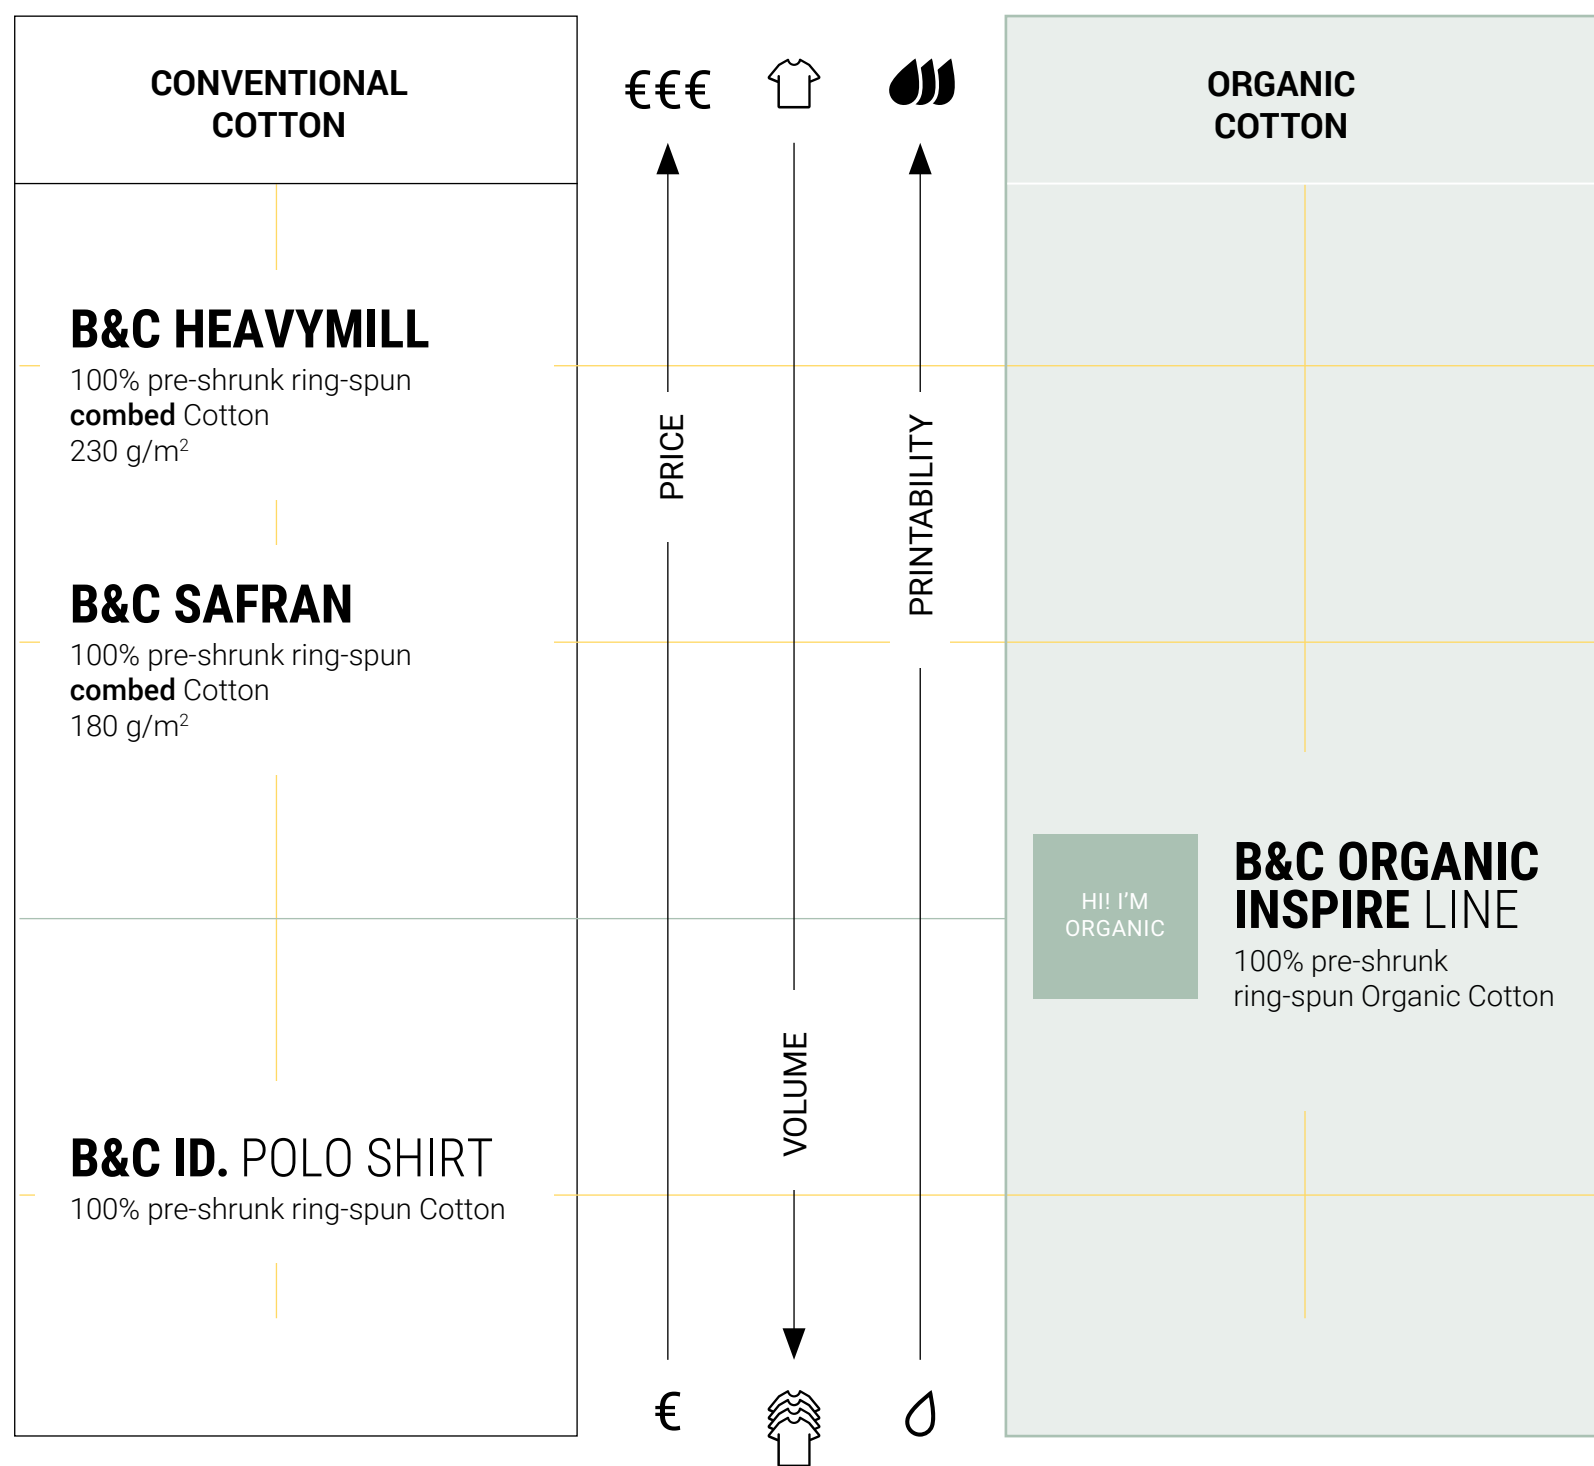 CONVENTIONAL
COTTON
B&C HEAVYMILL
100% pre-shrunk ring-spun
combed Cotton
230 g/m²
B&C SAFRAN
100% pre-shrunk ring-spun
combed Cotton
180 g/m²
B&C ID. POLO SHIRT
100% pre-shrunk ring-spun Cotton
€€€
PRICE
€
VOLUME
PRINTABILITY
ORGANIC
COTTON
HI! I'M
ORGANIC
B&C ORGANIC
INSPIRE LINE
100% pre-shrunk
ring-spun Organic Cotton